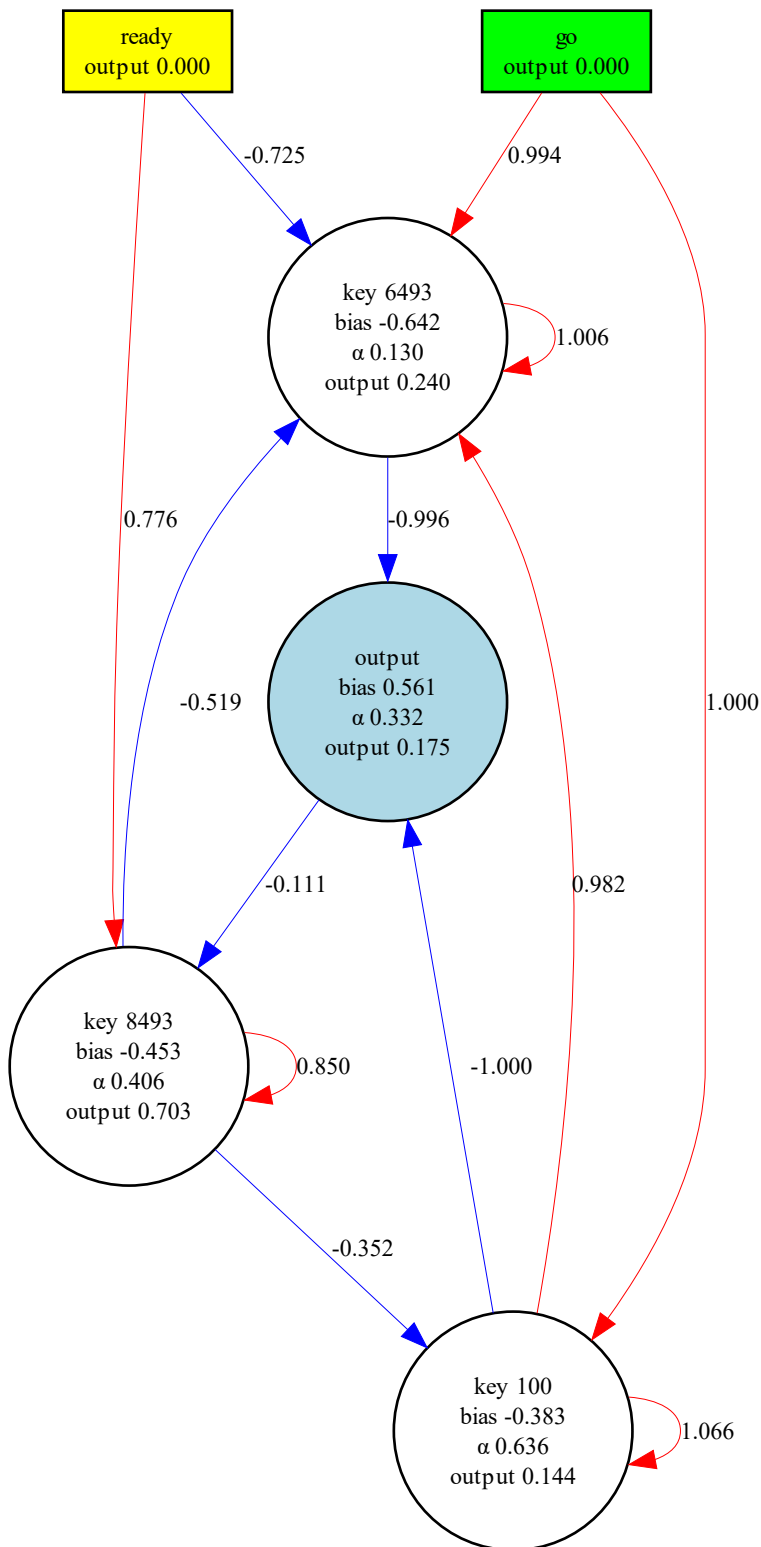 ready
output 0.000
go
output 0.000
-0.725
0.994
key 6493
bias -0.642
α 0.130
output 0.240
1.006
0.776
-0.996
-0.519
output
bias 0.561
α 0.332
output 0.175
1.000
-0.111
0.982
key 8493
bias -0.453
α 0.406
output 0.703
0.850
-1.000
-0.352
key 100
bias -0.383
α 0.636
output 0.144
1.066